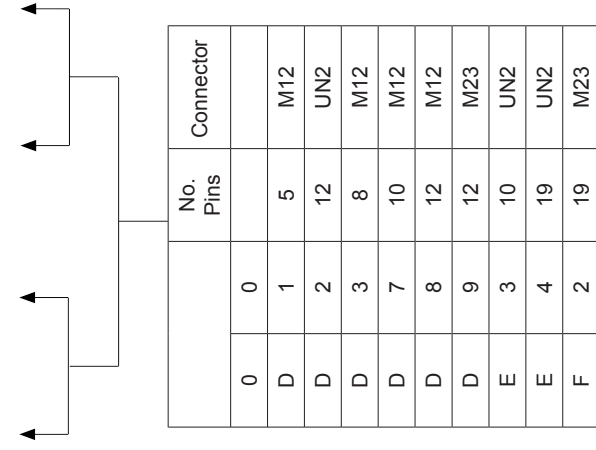 No. Pins Connector
0 0
D 1 5 M12
D 2 12 UN2
D 3 8 M12
D 7 10 M12
D 8 12 M12
D 9 12 M23
E 3 10 UN2
E 4 19 UN2
F 2 19 M23